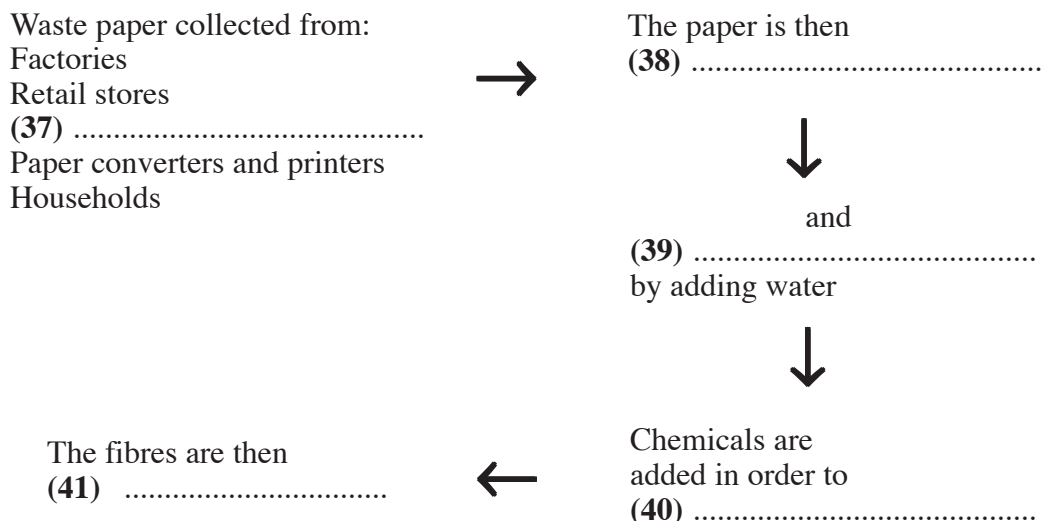 Waste paper collected from:
Factories
Retail stores
(37) ............................................
Paper converters and printers
Households
The paper is then
(38) ............................................
and
(39) ...........................................
by adding water
Chemicals are
added in order to
(40) ...........................................
The fibres are then
(41) .................................